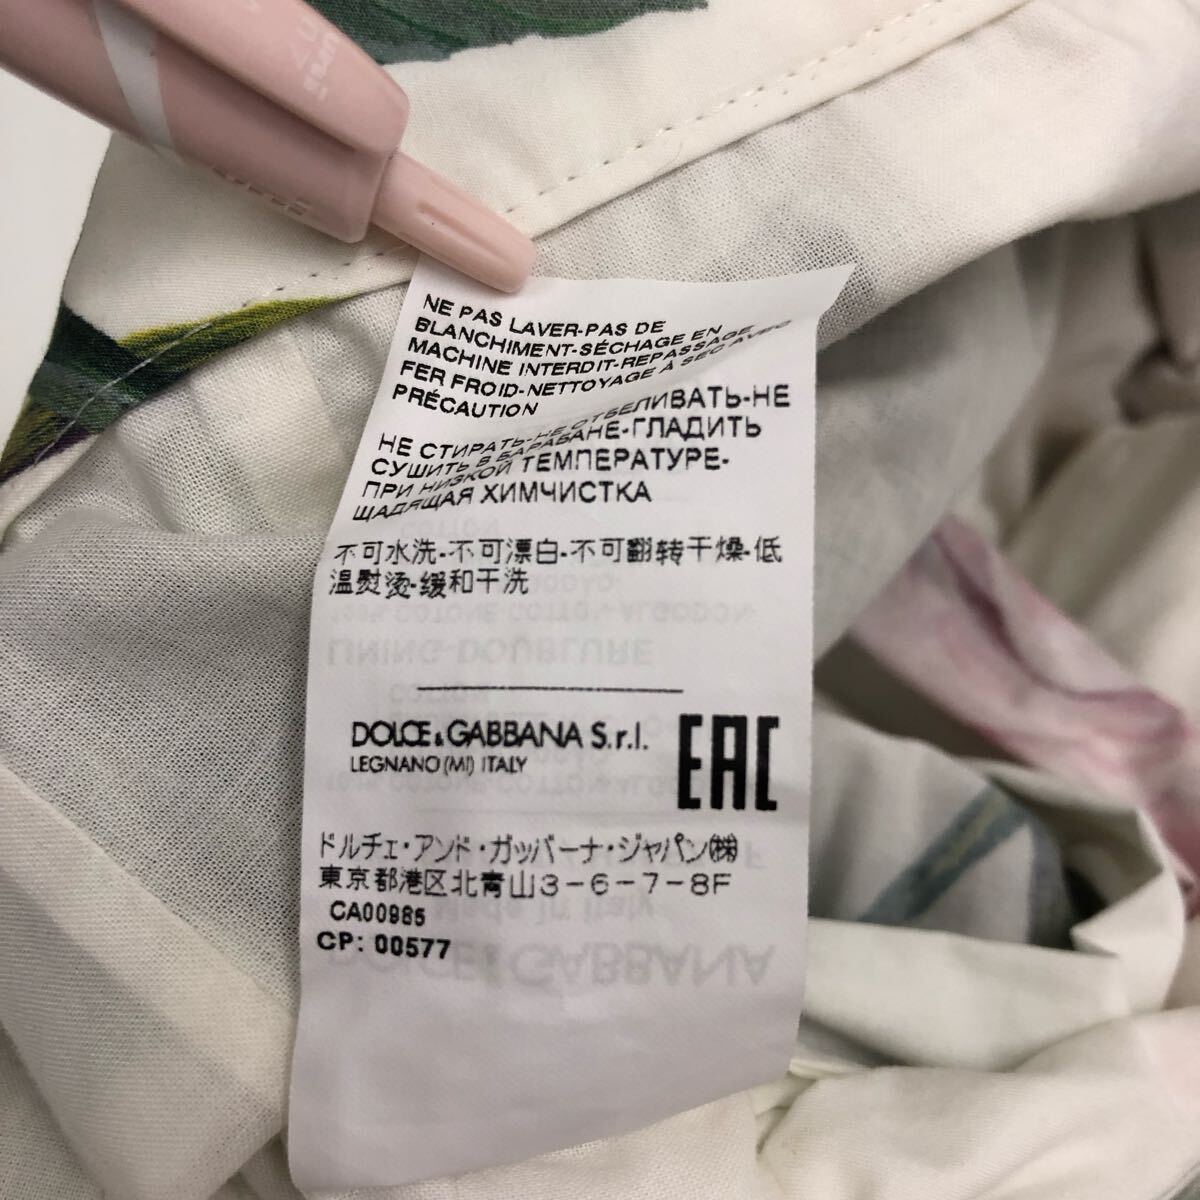 NE PAS LAVER-PAS DE
BLANCHIMENT-SÉCHAGE EN
MACHINE INTERDIT-REPASSAGE
FER FROID-NETTOYAGE À SEC AVEC
PRÉCAUTION
НЕ СТИРАТЬ-НЕ ОТБЕЛИВАТЬ-НЕ
СУШИТЬ В БАРАБАНЕ-ГЛАДИТЬ
ПРИ НИЗКОЙ ТЕМПЕРАТУРЕ-
ЩАДЯЩАЯ ХИМЧИСТКА
不可水洗-不可漂白-不可翻转干燥-低
温熨烫-缓和干洗
DOLCE & GABBANA S.r.l.
LEGNANO (MI) ITALY
EAC
ドルチェ・アンド・ガッバーナ・ジャパン㈱
東京都港区北青山3-6-7-8F
CA00985
CP: 00577